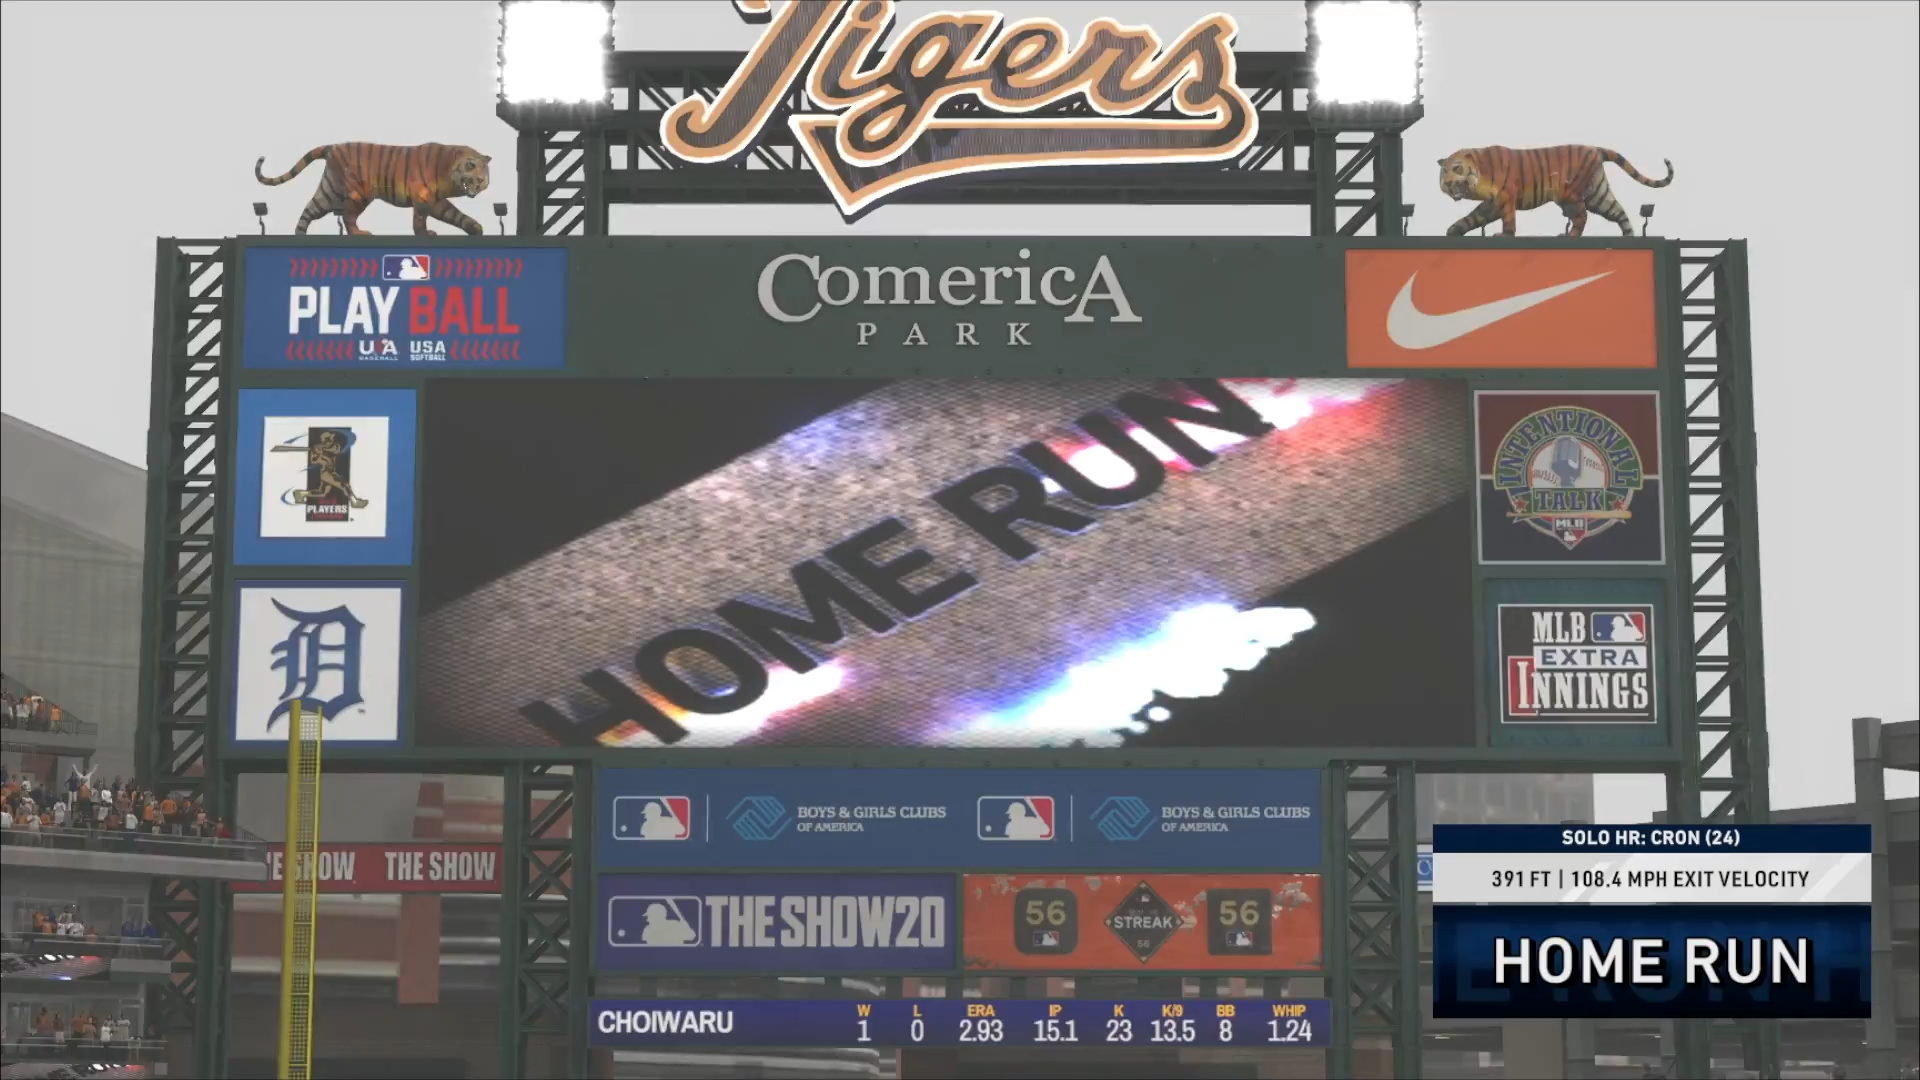 Tigers
PLAY BALL
USA BASEBALL USA SOFTBALL
ComericA
PARK
HOME RUN
PLAYERS
INTENTIONAL
TALK
MLB
D
MLB
EXTRA
INNINGS
BOYS & GIRLS CLUBS
OF AMERICA
BOYS & GIRLS CLUBS
OF AMERICA
SOLO HR: CRON (24)
391 FT | 108.4 MPH EXIT VELOCITY
HOME RUN
E SHOW THE SHOW
THE SHOW20
56 STREAK 56
56
W L ERA IP K K/9 BB WHIP
CHOIWARU 1 0 2.93 15.1 23 13.5 8 1.24